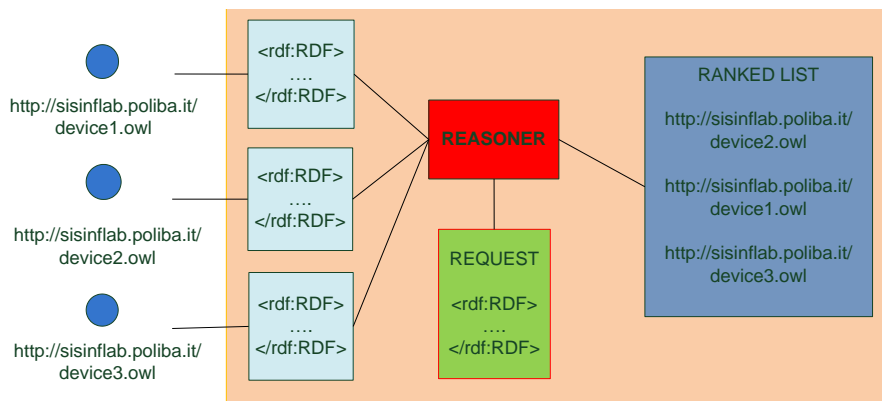 http://sisinflab.poliba.it/
device1.owl
http://sisinflab.poliba.it/
device2.owl
http://sisinflab.poliba.it/
device3.owl
<rdf:RDF>
….
</rdf:RDF>
<rdf:RDF>
….
</rdf:RDF>
<rdf:RDF>
….
</rdf:RDF>
REASONER
REQUEST
<rdf:RDF>
….
</rdf:RDF>
RANKED LIST
http://sisinflab.poliba.it/
device2.owl
http://sisinflab.poliba.it/
device1.owl
http://sisinflab.poliba.it/
device3.owl